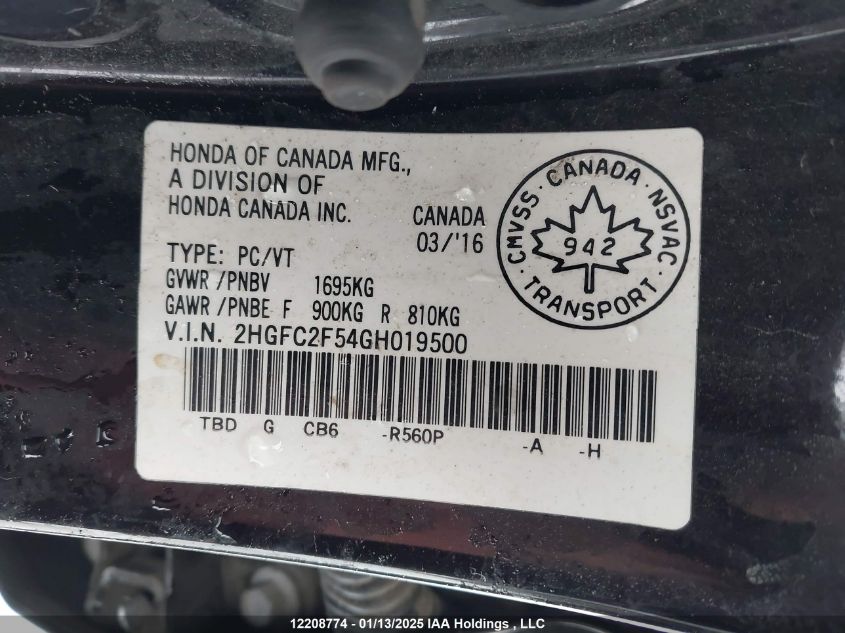 HONDA OF CANADA MFG.,
A DIVISION OF
HONDA CANADA INC.
CANADA
03/'16
TYPE: PC/VT
GVWR /PNBV 1695KG
GAWR /PNBE F 900KG R 810KG
V.I.N. 2HGFC2F54GH019500
TBD G CB6 -R560P -A -H
CMVSS · CANADA · NSVAC
942
· TRANSPORT ·
12208774 - 01/13/2025 IAA Holdings , LLC